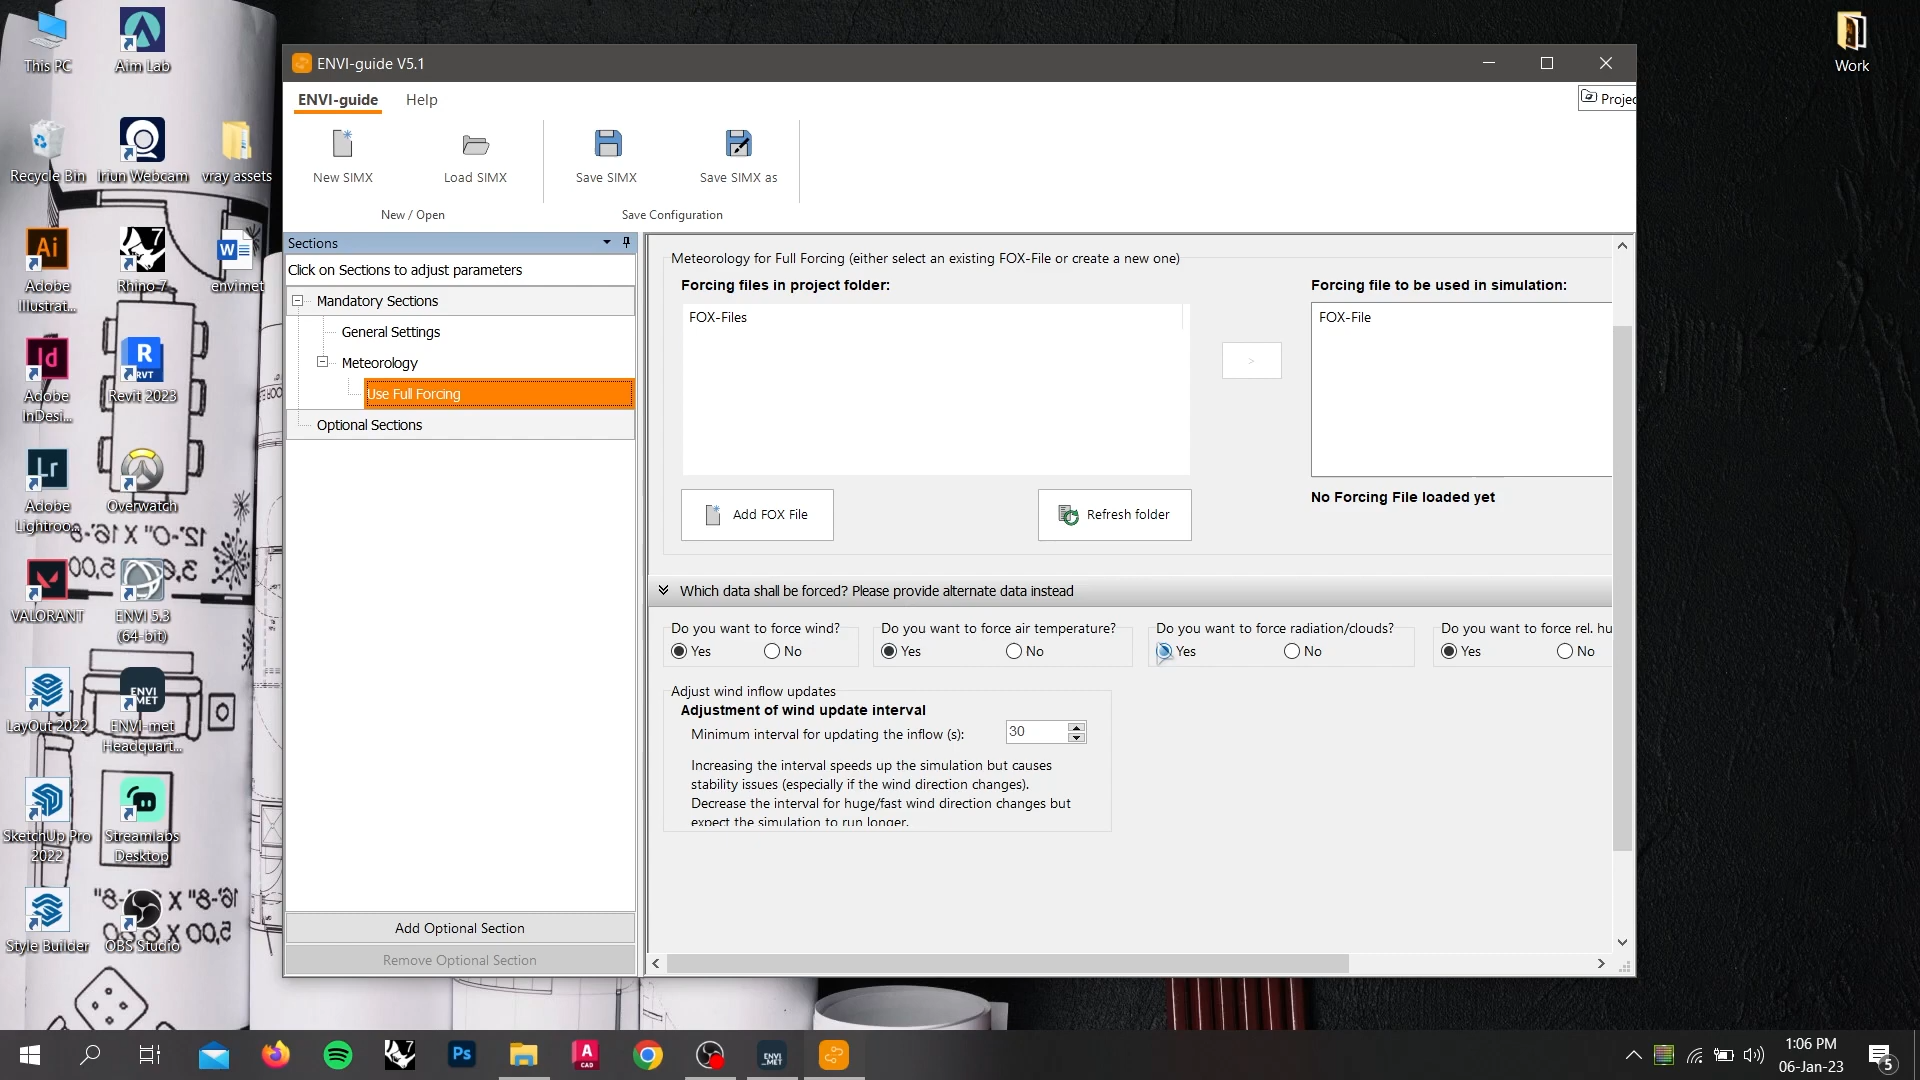 This PC
Aim Lab
Work
Recycle Bin
Iriun Webcam
vray assets
Adobe
Illustrat...
Rhino 7
envimet
Adobe
InDesi...
Revit 2023
Adobe
Lightroo...
Overwatch
VALORANT
ENVI 5.3
(64-bit)
LayOut 2022
ENVI-met
Headquart...
SketchUp Pro
2022
Streamlabs
Desktop
Style Builder
OBS Studio
ENVI-guide V5.1
ENVI-guide
Help
Projec
New SIMX
Load SIMX
Save SIMX
Save SIMX as
New / Open
Save Configuration
Sections
Click on Sections to adjust parameters
Mandatory Sections
General Settings
Meteorology
Use Full Forcing
Optional Sections
Add Optional Section
Remove Optional Section
Meteorology for Full Forcing (either select an existing FOX-File or create a new one)
Forcing files in project folder:
Forcing file to be used in simulation:
FOX-Files
FOX-File
>
No Forcing File loaded yet
Add FOX File
Refresh folder
Which data shall be forced? Please provide alternate data instead
Do you want to force wind?
Yes
No
Do you want to force air temperature?
Yes
No
Do you want to force radiation/clouds?
Yes
No
Do you want to force rel. hu
Yes
No
Adjust wind inflow updates
Adjustment of wind update interval
Minimum interval for updating the inflow (s):
30
Increasing the interval speeds up the simulation but causes
stability issues (especially if the wind direction changes).
Decrease the interval for huge/fast wind direction changes but
expect the simulation to run longer.
1:06 PM
06-Jan-23
5